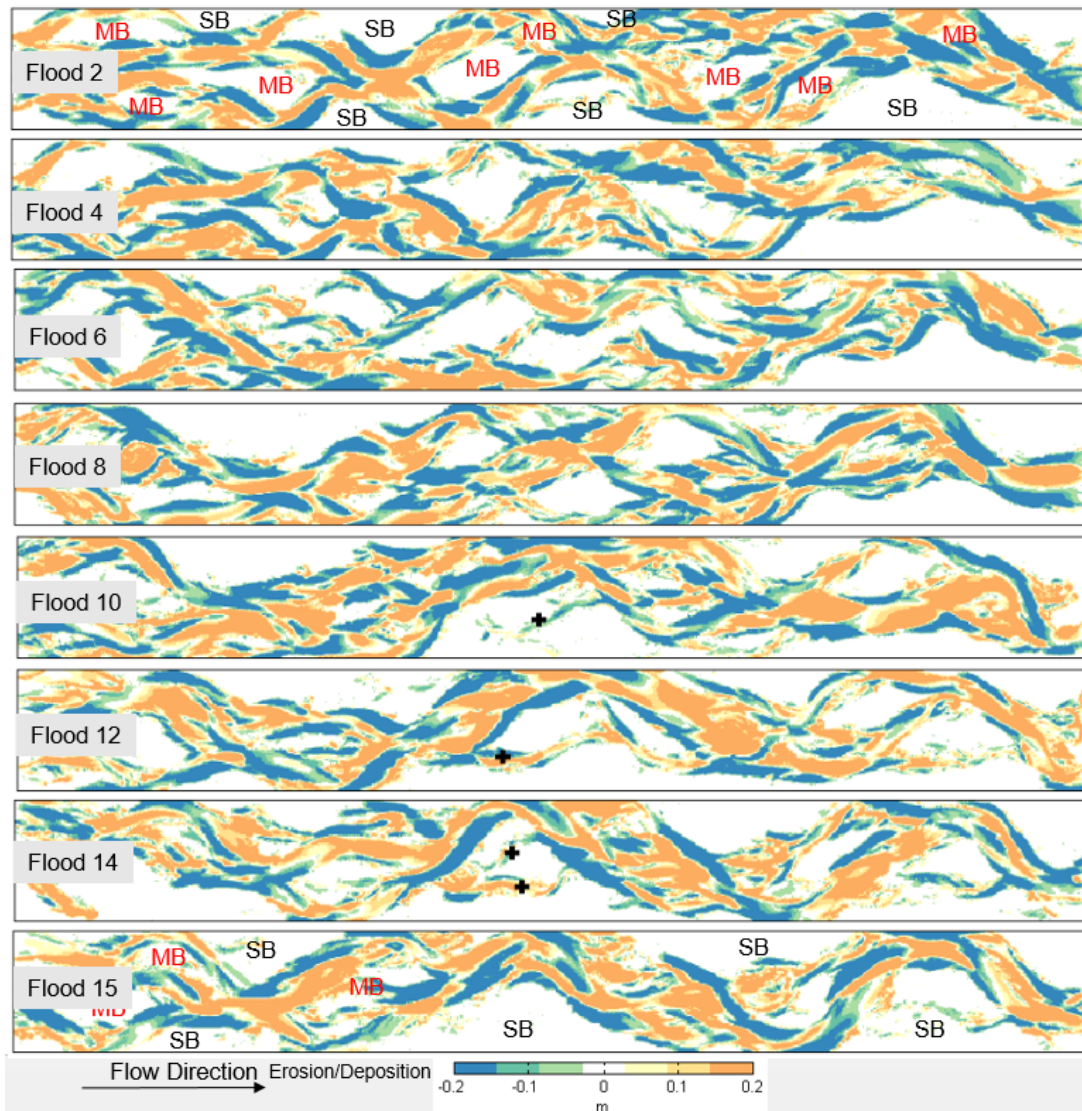 SB SB
MB SB MB MB
Flood 2 MB MB MB MB
MB SB SB SB
Flood 4
Flood 6
Flood 8
Flood 10
Flood 12
Flood 14
MB SB SB
Flood 15 MB
MB SB SB SB
Flow Direction Erosion/Deposition -0.2 -0.1 0 0.1 0.2
m